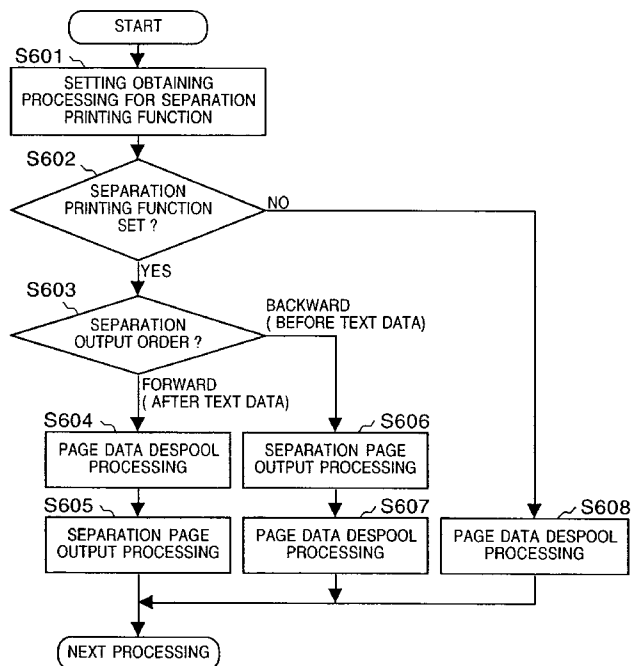 START
S601
SETTING OBTAINING
PROCESSING FOR SEPARATION
PRINTING FUNCTION
S602
SEPARATION
PRINTING FUNCTION
SET ?
NO
YES
S603
SEPARATION
OUTPUT ORDER ?
BACKWARD
( BEFORE TEXT DATA)
FORWARD
( AFTER TEXT DATA)
S604
PAGE DATA DESPOOL
PROCESSING
S606
SEPARATION PAGE
OUTPUT PROCESSING
S605
SEPARATION PAGE
OUTPUT PROCESSING
S607
PAGE DATA DESPOOL
PROCESSING
S608
PAGE DATA DESPOOL
PROCESSING
NEXT PROCESSING